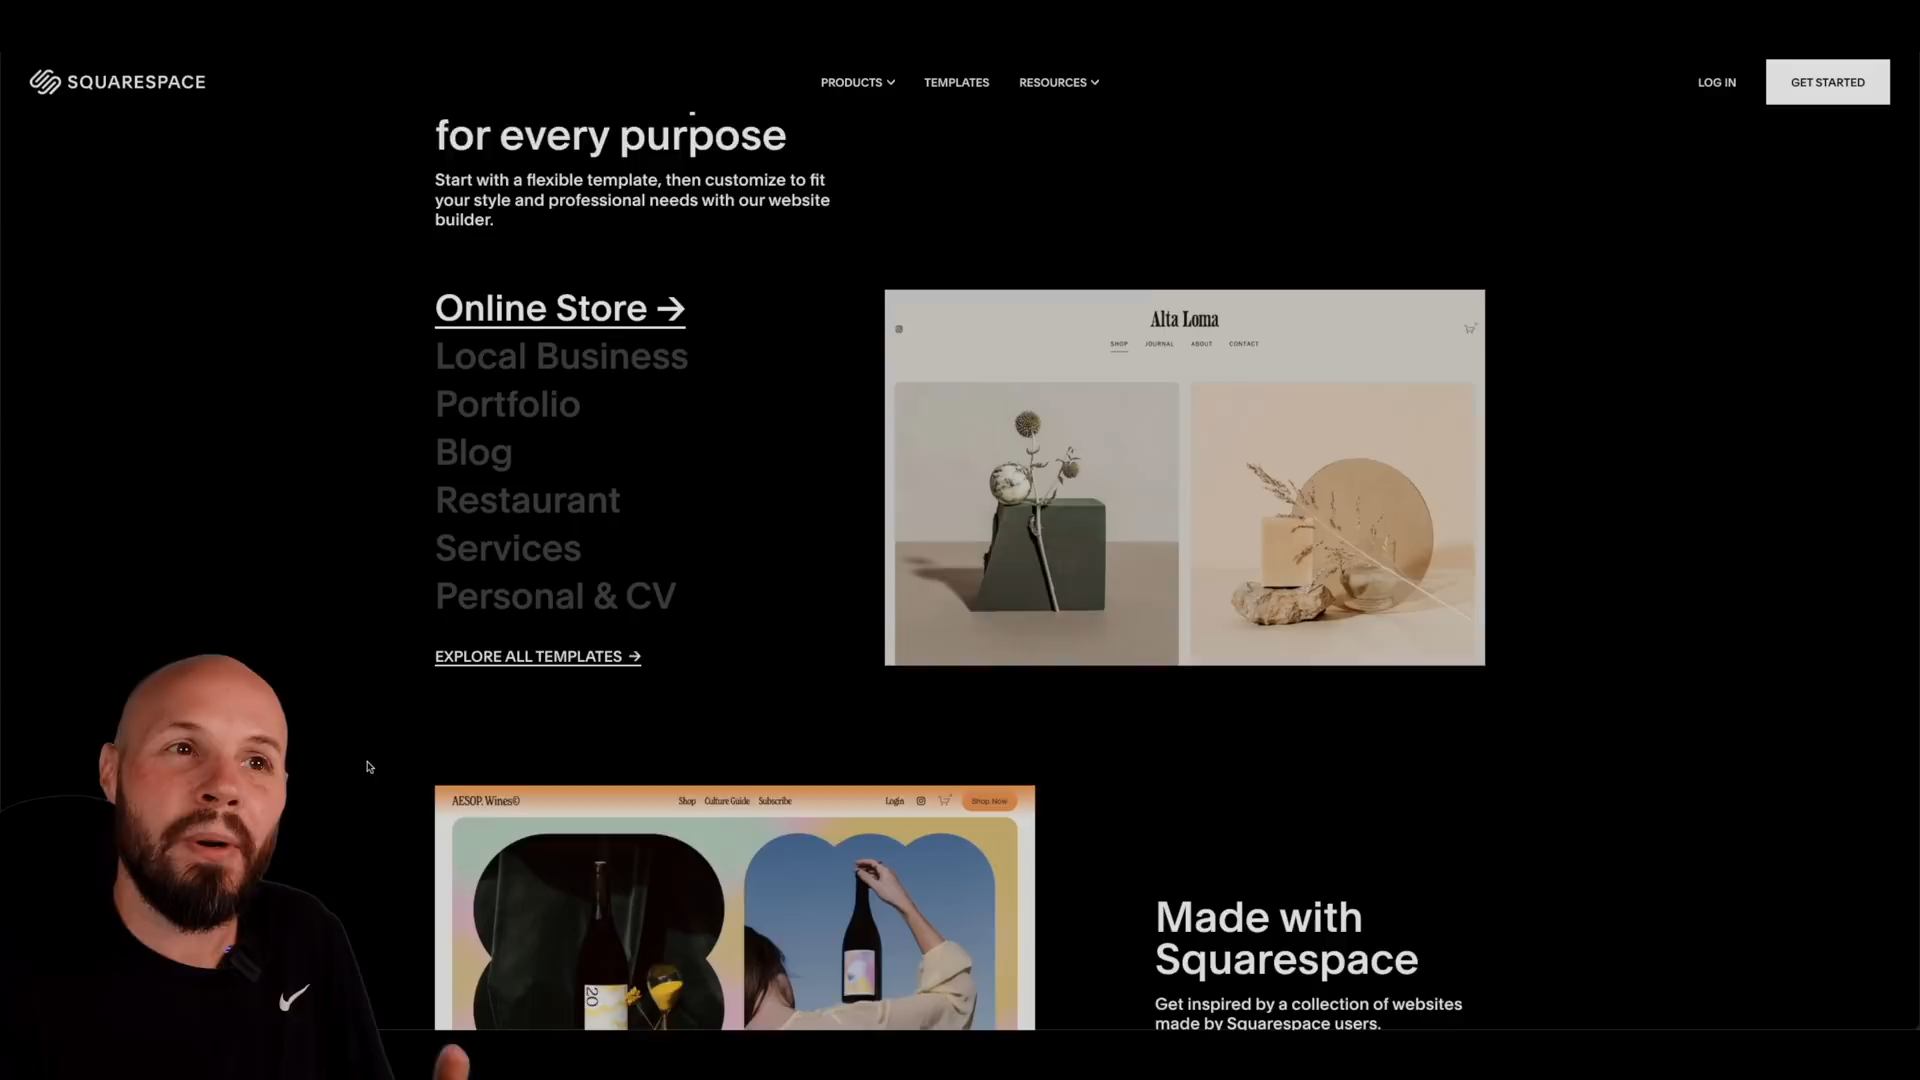 SQUARESPACE
PRODUCTS
TEMPLATES
RESOURCES
LOG IN
GET STARTED
for every purpose
Start with a flexible template, then customize to fit
your style and professional needs with our website
builder.
Online Store →
Local Business
Portfolio
Blog
Restaurant
Services
Personal & CV
EXPLORE ALL TEMPLATES →
Alta Loma
SHOP
JOURNAL
ABOUT
CONTACT
AESOP. Wines©
Shop
Culture Guide
Subscribe
Login
Shop Now
20
Made with
Squarespace
Get inspired by a collection of websites
made by Squarespace users.